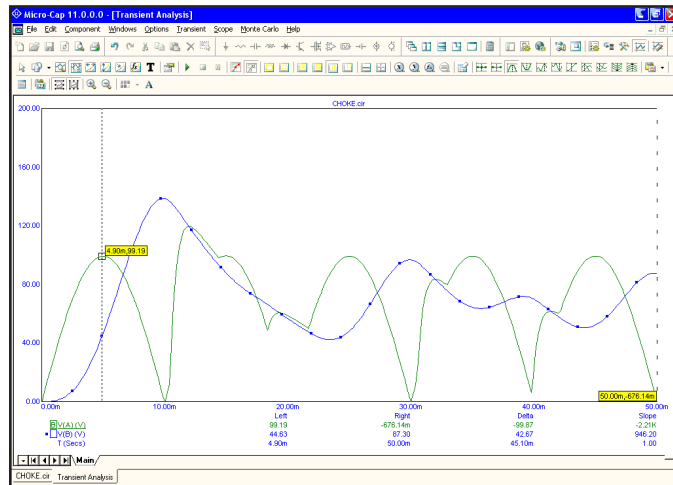 Micro-Cap 11.0.0.0 - [Transient Analysis]
File Edit Component Windows Options Transient Scope Monte Carlo Help
CHOKE.cir
200.00
160.00
120.00
80.00
40.00
0.00
4.90m,99.19
50.00m,-676.14m
0.00m 10.00m 20.00m 30.00m 40.00m 50.00m
Left Right Delta Slope
V(A) (V) 99.19 -676.14m -99.87 -2.21K
V(B) (V) 44.63 87.30 42.67 946.20
T (Secs) 4.90m 50.00m 45.10m 1.00
Main
CHOKE.cir Transient Analysis